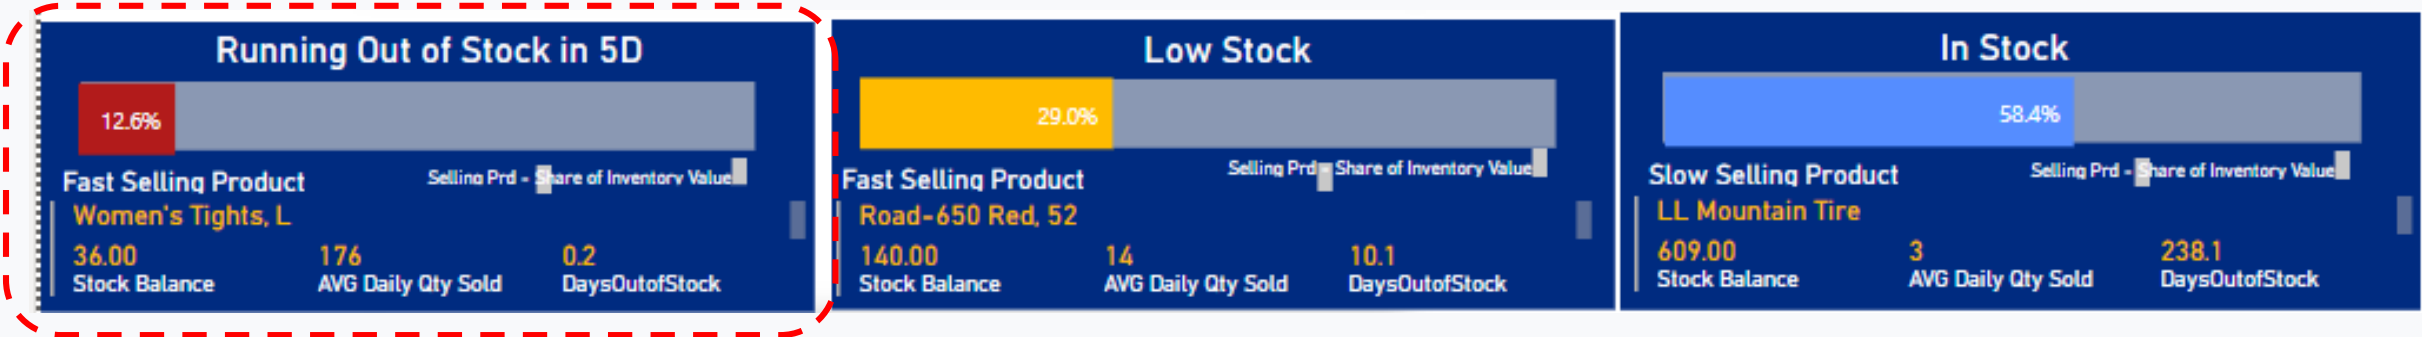 Running Out of Stock in 5D
12.6%
Fast Selling Product
Selling Prd - Share of Inventory Value
Women's Tights, L
36.00 176 0.2
Stock Balance AVG Daily Qty Sold DaysOutofStock
Low Stock
29.0%
Fast Selling Product
Selling Prd - Share of Inventory Value
Road-650 Red, 52
140.00 14 10.1
Stock Balance AVG Daily Qty Sold DaysOutofStock
In Stock
58.4%
Slow Selling Product
Selling Prd - Share of Inventory Value
LL Mountain Tire
609.00 3 238.1
Stock Balance AVG Daily Qty Sold DaysOutofStock